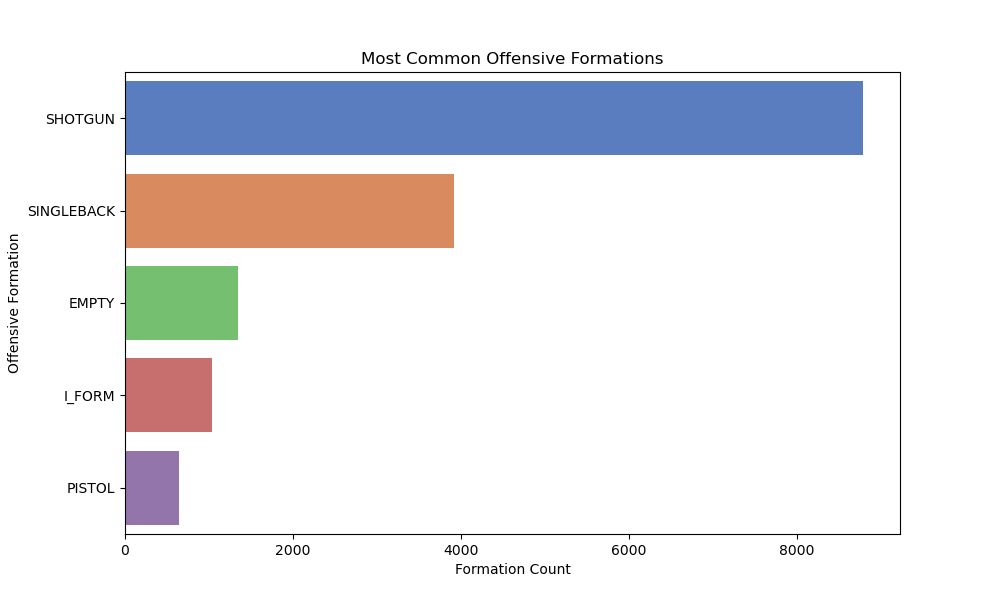 Most Common Offensive Formations
Offensive Formation
SHOTGUN
SINGLEBACK
EMPTY
I_FORM
PISTOL
0 2000 4000 6000 8000
Formation Count